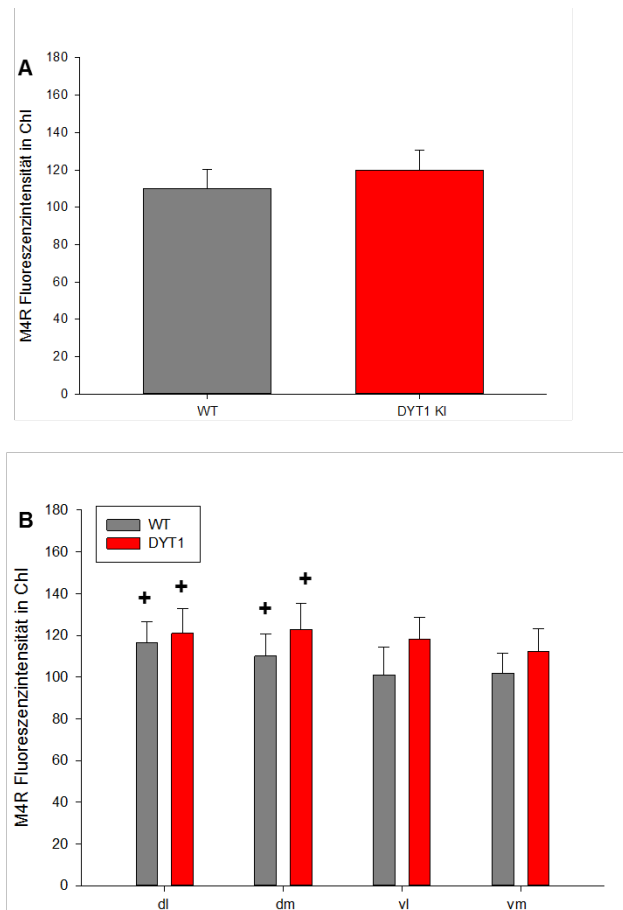 A
M4R Fluoreszenzintensität in ChI
180
160
140
120
100
80
60
40
20
0
WT
DYT1 KI
B
M4R Fluoreszenzintensität in ChI
180
160
140
120
100
80
60
40
20
0
WT
DYT1
+ + + +
dl
dm
vl
vm